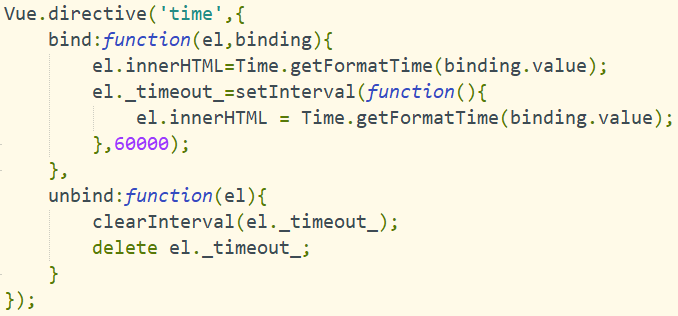 Vue.directive('time',{
    bind:function(el,binding){
        el.innerHTML=Time.getFormatTime(binding.value);
        el._timeout_=setInterval(function(){
            el.innerHTML = Time.getFormatTime(binding.value);
        },60000);
    },
    unbind:function(el){
        clearInterval(el._timeout_);
        delete el._timeout_;
    }
});